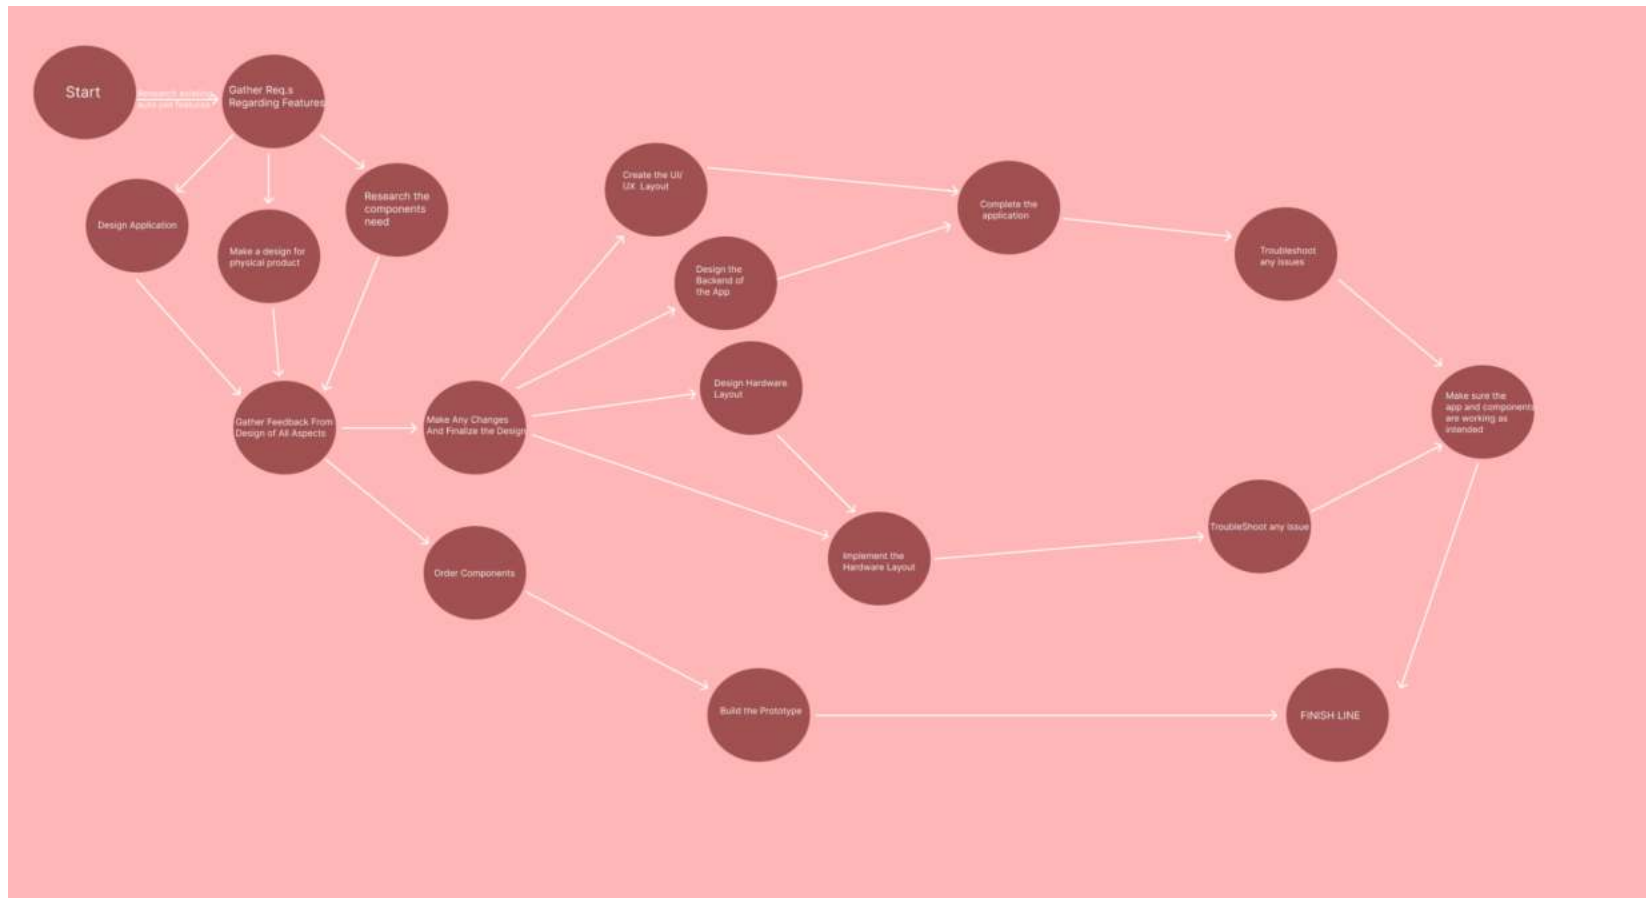 Start
Gather Req.s
Regarding Features
Design Application
Make a design for
physical product
Research the
components
need
Gather Feedback From
Design of All Aspects
Make Any Changes
And Finalize the Design
Order Components
Create the UI/
UX Layout
Design the
Backend of
the App
Design Hardware
Layout
Implement the
Hardware Layout
Build the Prototype
Complete the
application
Troubleshoot
any issues
TroubleShoot any issue
Make sure the
app and components
are working as
intended
FINISH LINE